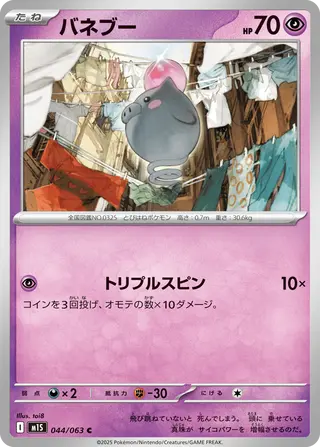 たね バネブー HP70
全国図鑑NO.0325 とびはねポケモン 高さ：0.7m 重さ：30.6kg
トリプルスピン 10×
コインを3回投げ、オモテの数×10ダメージ。
弱点 ×2 抵抗力 -30 にげる
Illus. toi8
M1S 044/063 C
飛び跳ねていないと 死んでしまう。頭に 乗せている
真珠が サイコパワーを 増幅させるのだ。
©2025 Pokémon/Nintendo/Creatures/GAME FREAK.